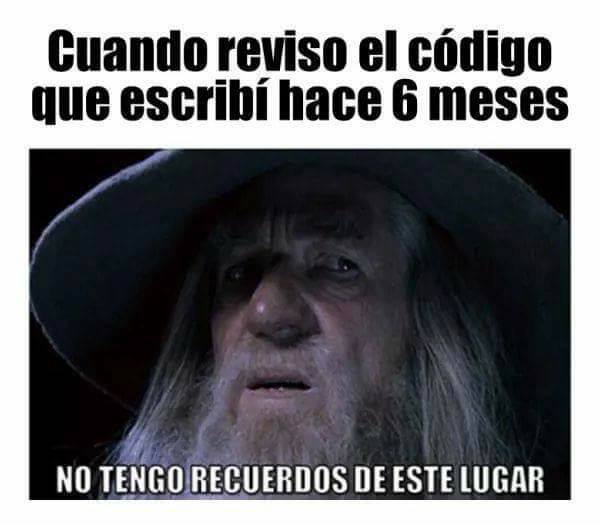 Cuando reviso el código
que escribí hace 6 meses
NO TENGO RECUERDOS DE ESTE LUGAR